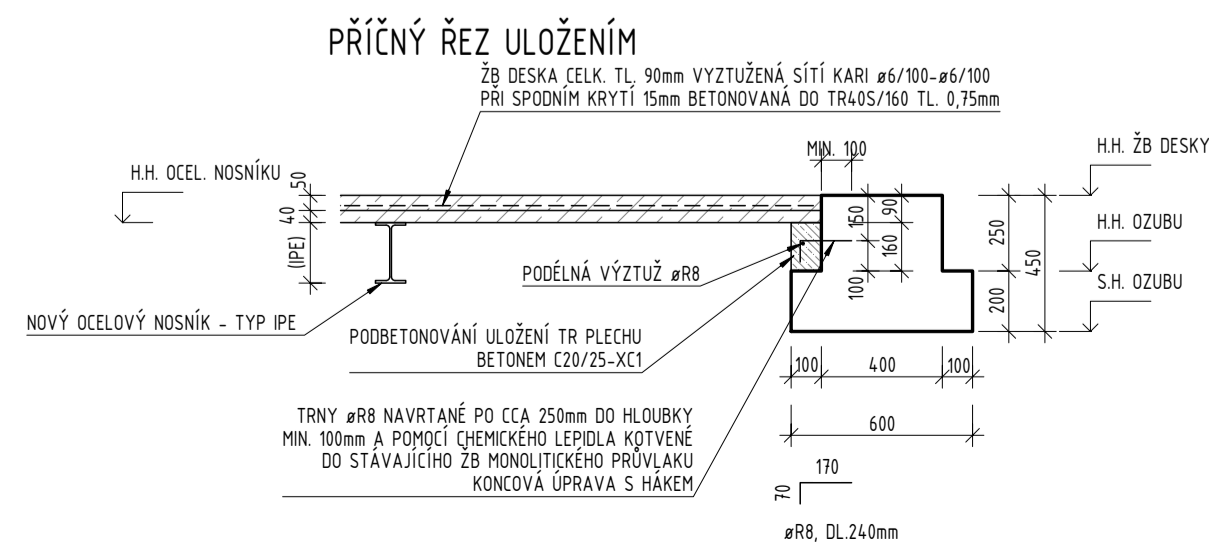 PŘÍČNÝ ŘEZ ULOŽENÍM
ŽB DESKA CELK. TL. 90mm VYZTUŽENÁ SÍTÍ KARI ø6/100-ø6/100
PŘI SPODNÍM KRYTÍ 15mm BETONOVANÁ DO TR40S/160 TL. 0,75mm
MIN. 100
H.H. ŽB DESKY
H.H. OCEL. NOSNÍKU
50
40
(IPE)
150
90
160
100
250
450
200
H.H. OZUBU
S.H. OZUBU
PODÉLNÁ VÝZTUŽ øR8
NOVÝ OCELOVÝ NOSNÍK - TYP IPE
PODBETONOVÁNÍ ULOŽENÍ TR PLECHU
BETONEM C20/25-XC1
100
400
100
600
TRNY øR8 NAVRTANÉ PO CCA 250mm DO HLOUBKY
MIN. 100mm A POMOCÍ CHEMICKÉHO LEPIDLA KOTVENÉ
DO STÁVAJÍCÍHO ŽB MONOLITICKÉHO PRŮVLAKU
KONCOVÁ ÚPRAVA S HÁKEM
170
70
øR8, DL.240mm